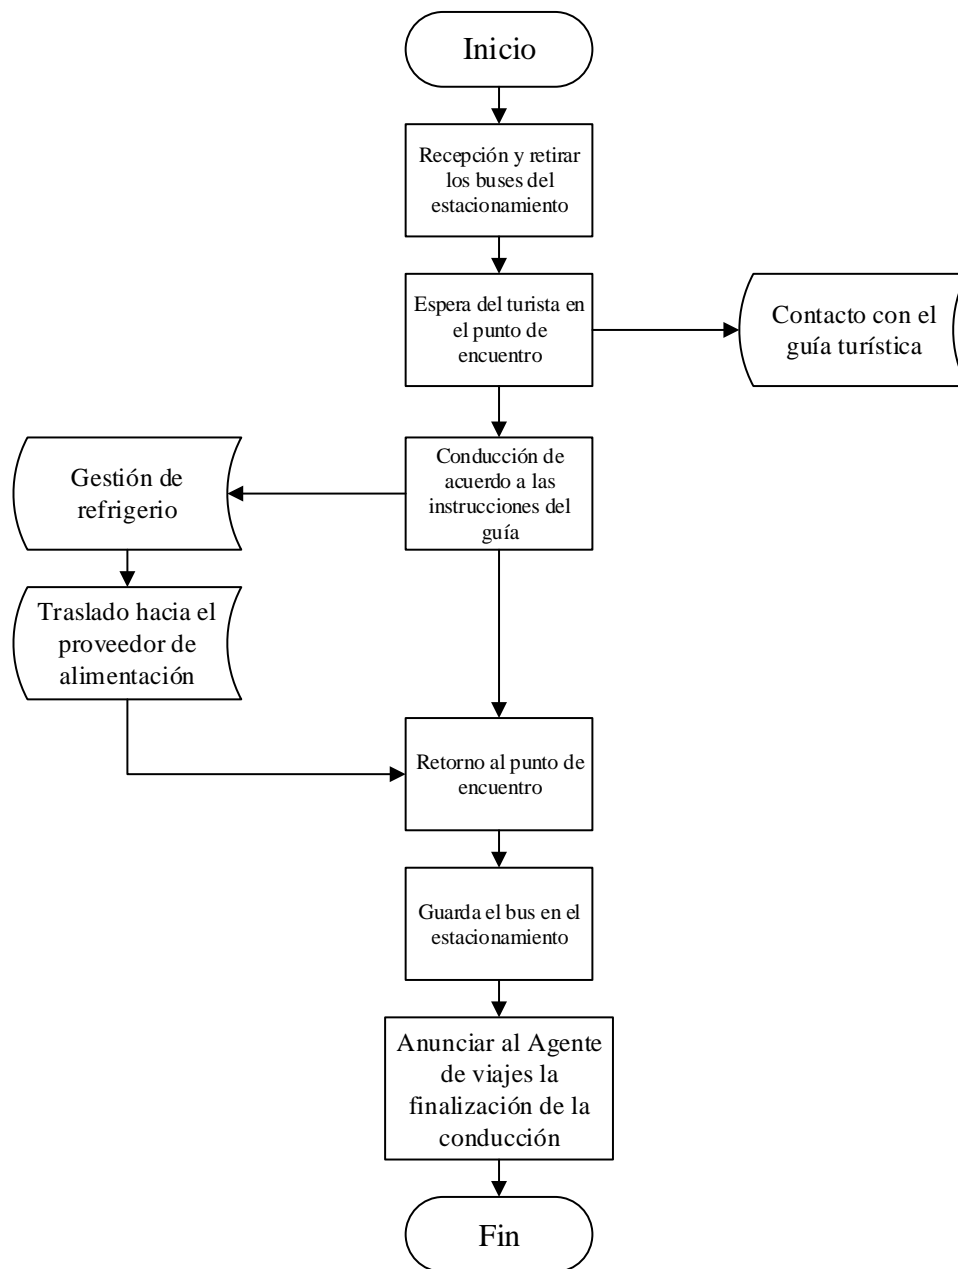 Inicio
Recepción y retirar
los buses del
estacionamiento
Espera del turista en
el punto de
encuentro
Contacto con el
guía turística
Conducción de
acuerdo a las
instrucciones del
guía
Gestión de
refrigerio
Traslado hacia el
proveedor de
alimentación
Retorno al punto de
encuentro
Guarda el bus en el
estacionamiento
Anunciar al Agente
de viajes la
finalización de la
conducción
Fin